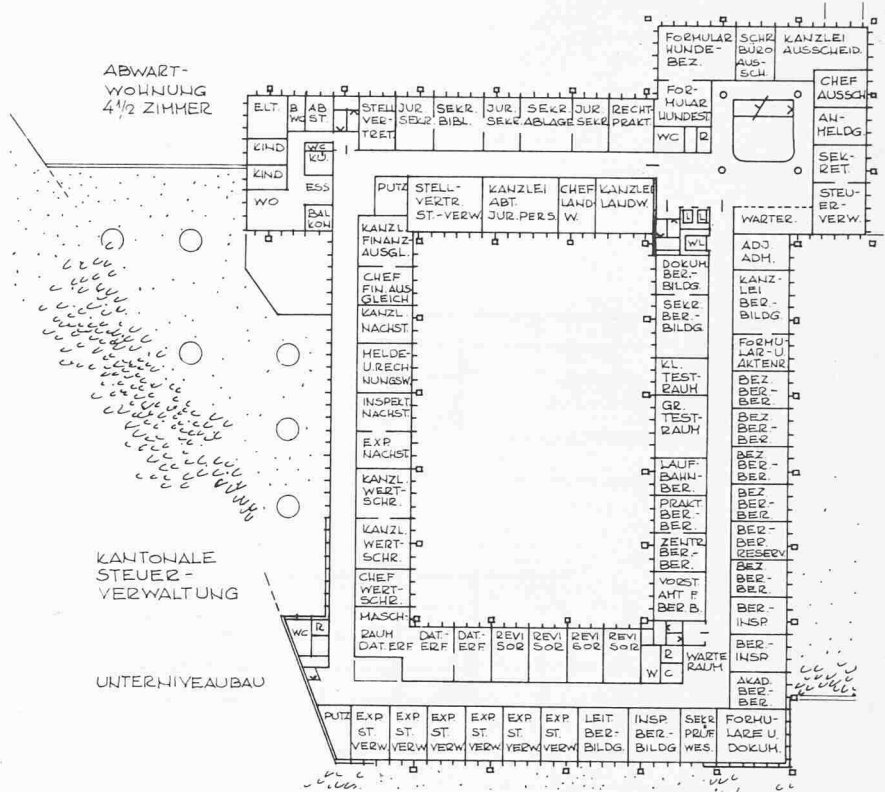 ABWART-
WOHNUNG
4 1/2 ZIMMER
FORMULAR
HUNDE-
BEZ.
SCHR.
BÜRO
AUS-
SCH.
KANZLEI
AUSSCHEID.
CHEF
AUSSCH.
AN-
MELDG.
SEK-
RET.
STEU-
ER-
VERW.
FOR-
MULAR
HUNDEST.
WC
R
ELT.
B
WC
AB
ST.
STELL
VER-
TRET.
JUR.
SEKR.
SEKR.
BIBL.
JUR.
SEKR.
SEKR.
ABLAGE
JUR.
SEKR.
RECHT-
PRAKT.
KIND
KIND
WO
WC
KÜ.
ESS
BAL
KON
PUTZ
STELL-
VERTR.
ST.-VERW.
KANZLEI
ABT.
JUR. PERS.
CHEF
LAND-
W.
KANZLEI
LANDW.
L
L
WL
WARTER.
KANZL.
FINANZ-
AUSGL.
CHEF
FIN. AUS
GLEICH
KANZL.
NACHST.
MELDE-
U. RECH-
NUNGSW.
INSPEKT.
NACHST.
EXP.
NACHST.
KANZL.
WERT-
SCHR.
KANZL.
WERT-
SCHR.
CHEF
WERT-
SCHR.
MASCH-
RAUM
DAT. ERF.
DAT.-
ERF.
DAT.-
ERF.
REVI
SOR
REVI
SOR
REVI
SOR
REVI
SOR
DOKUM.
BER.-
BILDG.
SEKR.
BER.-
BILDG.
KL.
TEST-
RAUM
GR.
TEST-
RAUM
LAUF-
BAHN-
BER.
PRAKT.
BER.-
BER.
ZENTR.
BER.-
BER.
VORST.
AMT F.
BER. B.
ADJ.
ADM.
KANZ-
LEI
BER.-
BILDG.
FORMU-
LAR- U.
AKTENR.
BEZ.
BER.-
BER.
BEZ.
BER.-
BER.
BEZ.
BER.-
BER.
BEZ.
BER.-
BER.
BER-
BER.
RESERV.
BEZ.
BER-
BER.
BER.-
INSP.
BER.-
INSP.
AKAD.
BER-
BER.
R
W
C
WARTE
RAUM
KANTONALE
STEUER-
VERWALTUNG
WC
R
UNTERNIVEAUBAU
PUTZ
EXP.
ST.
VERW.
EXP.
ST.
VERW.
EXP.
ST.
VERW.
EXP.
ST.
VERW.
EXP.
ST.
VERW.
EXP.
ST.
VERW.
LEIT.
BER-
BILDG.
INSP.
BER.-
BILDG
SEKR.
PRÜF
WES.
FORMU-
LARE U.
DOKUM.